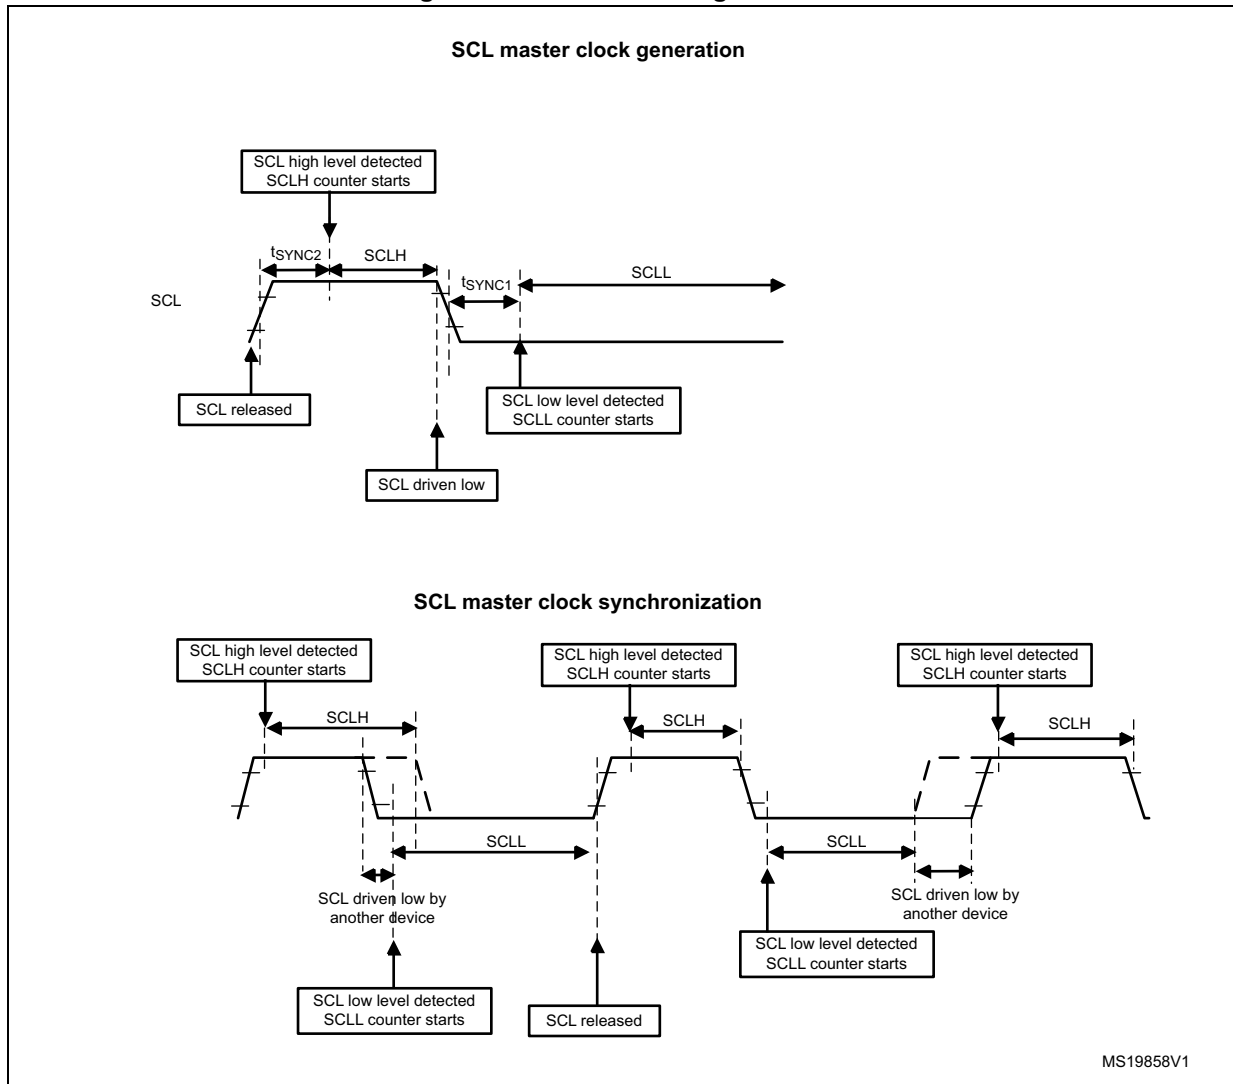 SCL master clock generation
SCL high level detected
SCLH counter starts
tSYNC2
SCLH
SCLL
tSYNC1
SCL
SCL released
SCL low level detected
SCLL counter starts
SCL driven low
SCL master clock synchronization
SCL high level detected
SCLH counter starts
SCL high level detected
SCLH counter starts
SCL high level detected
SCLH counter starts
SCLH
SCLH
SCLH
SCLL
SCLL
SCL driven low by
another device
SCL driven low by
another device
SCL low level detected
SCLL counter starts
SCL low level detected
SCLL counter starts
SCL released
MS19858V1